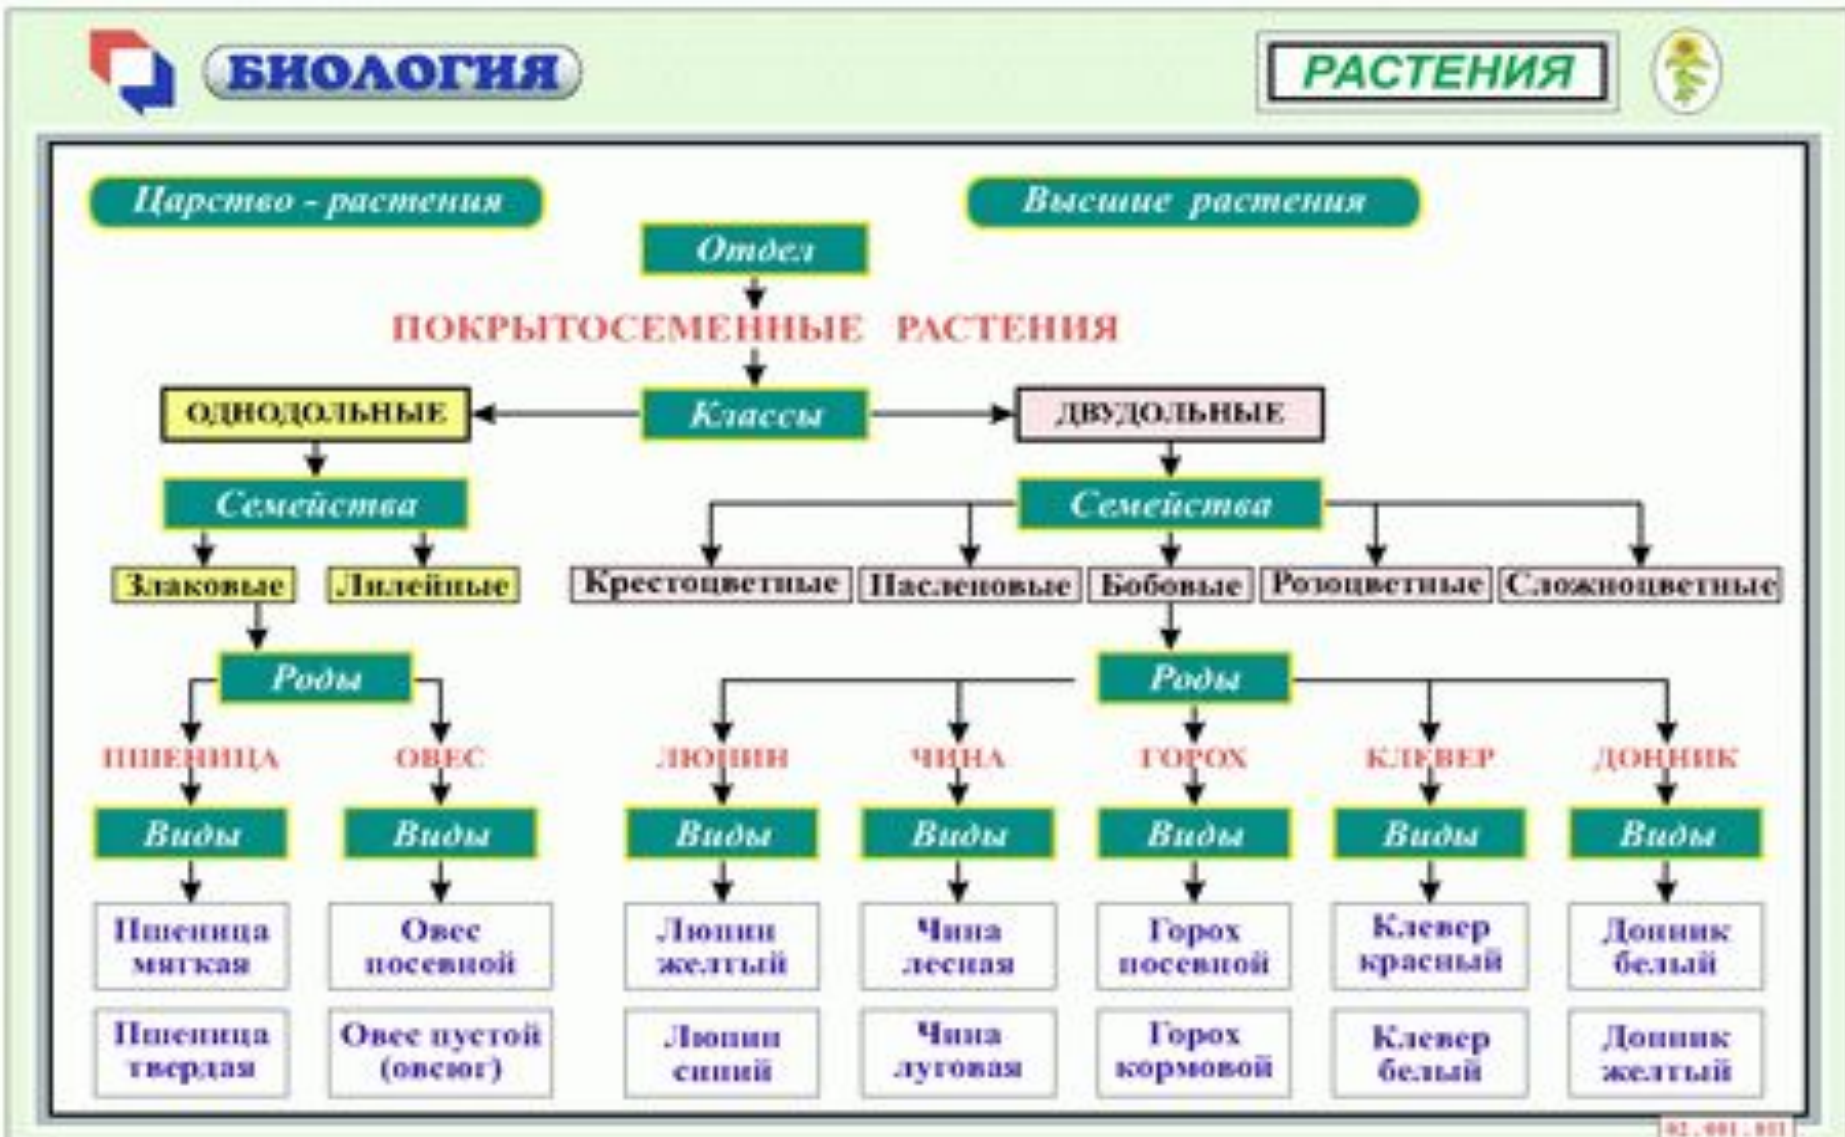 БИОЛОГИЯ
РАСТЕНИЯ
Царство - растения
Высшие растения
Отдел
ПОКРЫТОСЕМЕННЫЕ РАСТЕНИЯ
ОДНОДОЛЬНЫЕ
Классы
ДВУДОЛЬНЫЕ
Семейства
Семейства
Злаковые
Лилейные
Крестоцветные
Пасленовые
Бобовые
Розоцветные
Сложноцветные
Роды
Роды
ПШЕНИЦА
ОВЕС
ЛЮПИН
ЧИНА
ГОРОХ
КЛЕВЕР
ДОННИК
Виды
Виды
Виды
Виды
Виды
Виды
Виды
Пшеница
мягкая
Овес
посевной
Люпин
желтый
Чина
лесная
Горох
посевной
Клевер
красный
Донник
белый
Пшеница
твердая
Овес пустой
(овсюг)
Люпин
синий
Чина
луговая
Горох
кормовой
Клевер
белый
Донник
желтый